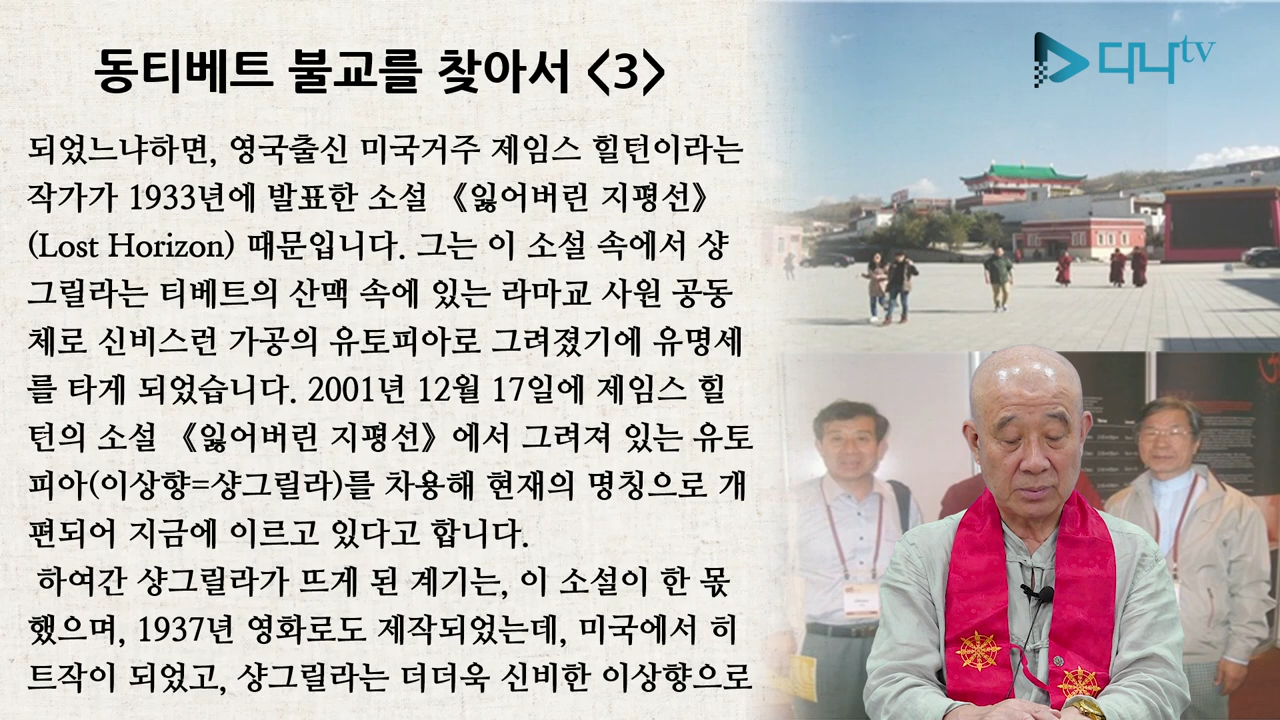 동티베트 불교를 찾아서 <3>
되었느냐하면, 영국출신 미국거주 제임스 힐턴이라는
작가가 1933년에 발표한 소설 《잃어버린 지평선》
(Lost Horizon) 때문입니다. 그는 이 소설 속에서 샹
그릴라는 티베트의 산맥 속에 있는 라마교 사원 공동
체로 신비스런 가공의 유토피아로 그려졌기에 유명세
를 타게 되었습니다. 2001년 12월 17일에 제임스 힐
턴의 소설 《잃어버린 지평선》에서 그려져 있는 유토
피아(이상향=샹그릴라)를 차용해 현재의 명칭으로 개
편되어 지금에 이르고 있다고 합니다.
하여간 샹그릴라가 뜨게 된 계기는, 이 소설이 한 몫
했으며, 1937년 영화로도 제작되었는데, 미국에서 히
트작이 되었고, 샹그릴라는 더더욱 신비한 이상향으로
tv